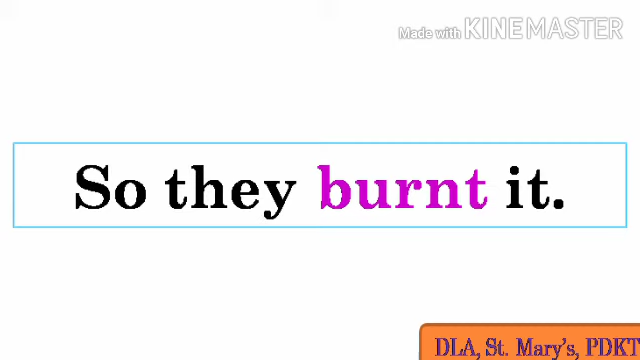 Made with KINEMASTER
So they burnt it.
DLA, St. Mary's, PDKT